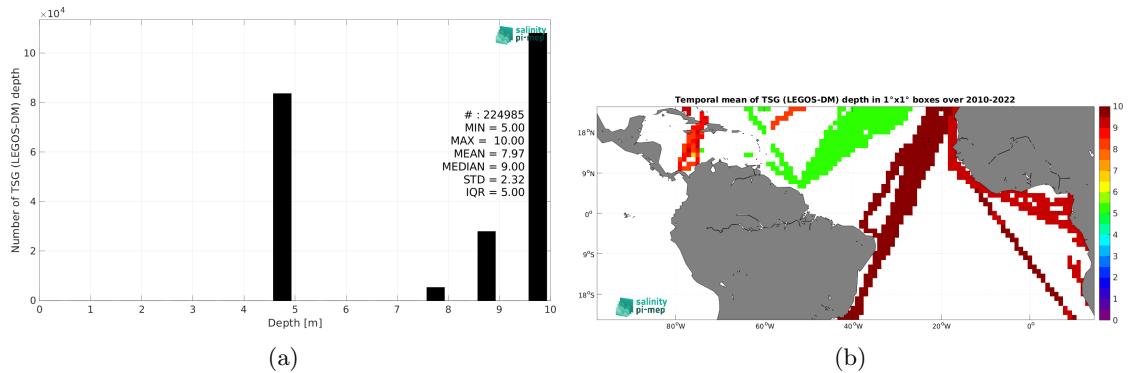 ×10⁴
10
8
6
4
2
0
Number of TSG (LEGOS-DM) depth
salinity
pi-mep
# : 224985
MIN = 5.00
MAX = 10.00
MEAN = 7.97
MEDIAN = 9.00
STD = 2.32
IQR = 5.00
0 1 2 3 4 5 6 7 8 9 10
Depth [m]
(a)
Temporal mean of TSG (LEGOS-DM) depth in 1°x1° boxes over 2010-2022
18°N
9°N
0°
9°S
18°S
80°W 60°W 40°W 20°W 0°
salinity
pi-mep
10
9
8
7
6
5
4
3
2
1
0
(b)